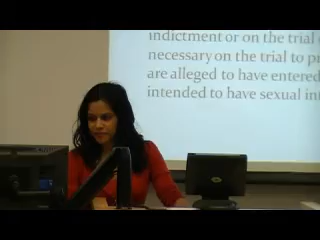 indictment or on the trial
necessary on the trial to
are alleged to have entered
intended to have sexual